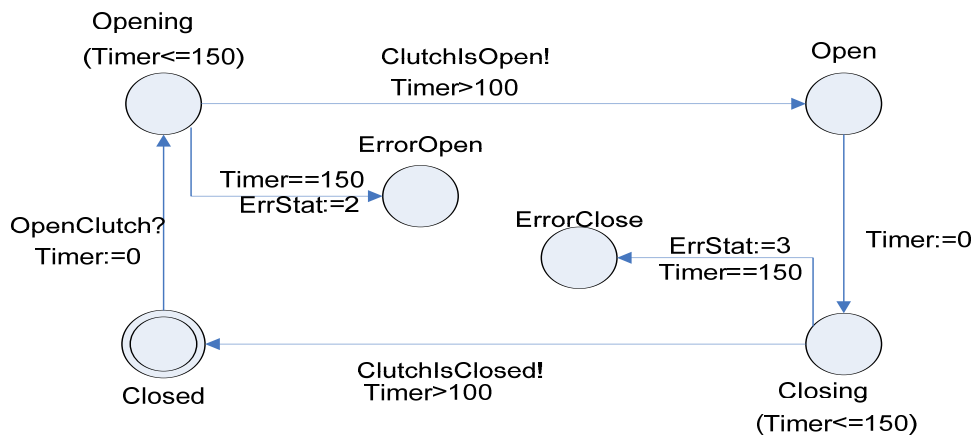 Opening
(Timer<=150)
ClutchIsOpen!
Timer>100
Open
ErrorOpen
Timer==150
ErrStat:=2
ErrorClose
OpenClutch?
Timer:=0
ErrStat:=3
Timer==150
Timer:=0
ClutchIsClosed!
Timer>100
Closed
Closing
(Timer<=150)